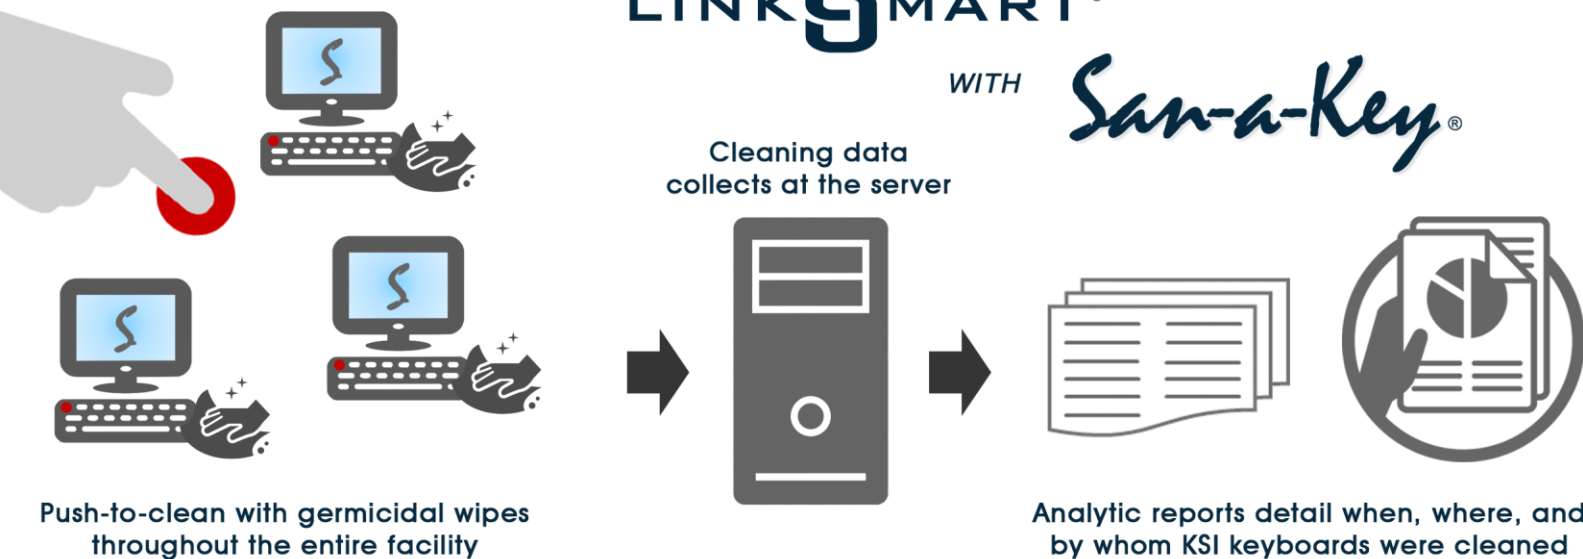 LINKSMART®
WITH San-a-Key®
Cleaning data
collects at the server
Push-to-clean with germicidal wipes
throughout the entire facility
Analytic reports detail when, where, and
by whom KSI keyboards were cleaned